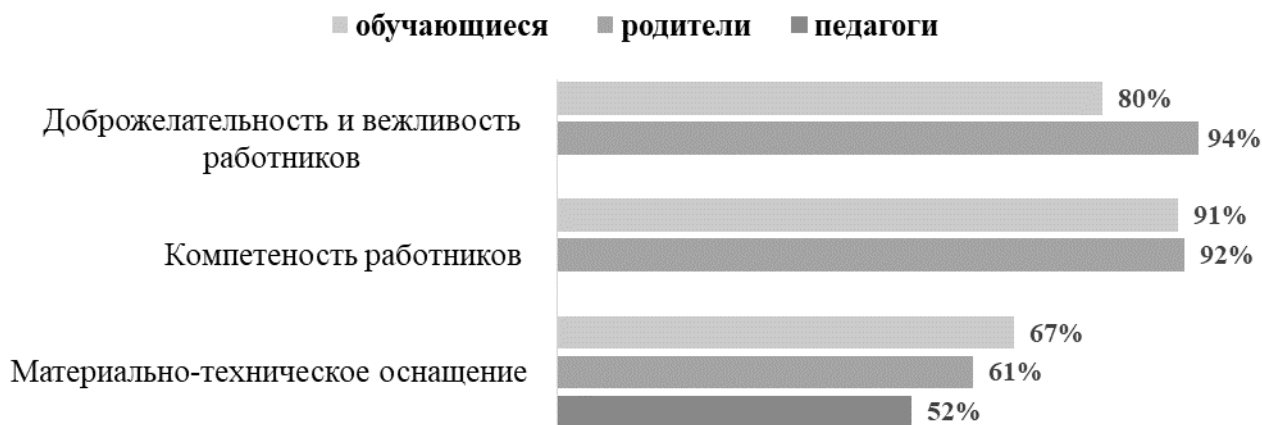 обучающиеся родители педагоги
Доброжелательность и вежливость
работников
80%
94%
Компетеность работников
91%
92%
Материально-техническое оснащение
67%
61%
52%